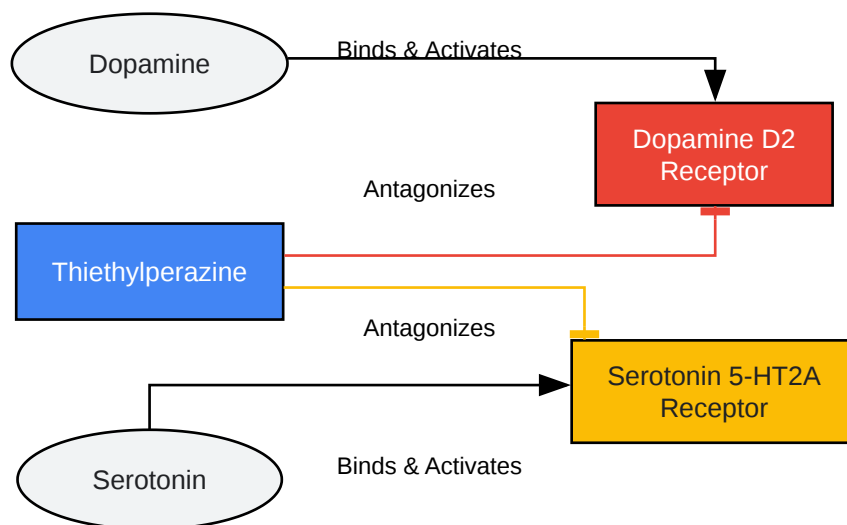 Binds & Activates
Dopamine
Dopamine D2
Receptor
Antagonizes
Thiethylperazine
Antagonizes
Serotonin 5-HT2A
Receptor
Binds & Activates
Serotonin